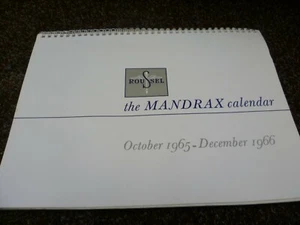 ROUSSEL
the MANDRAX calendar
October 1965-December 1966